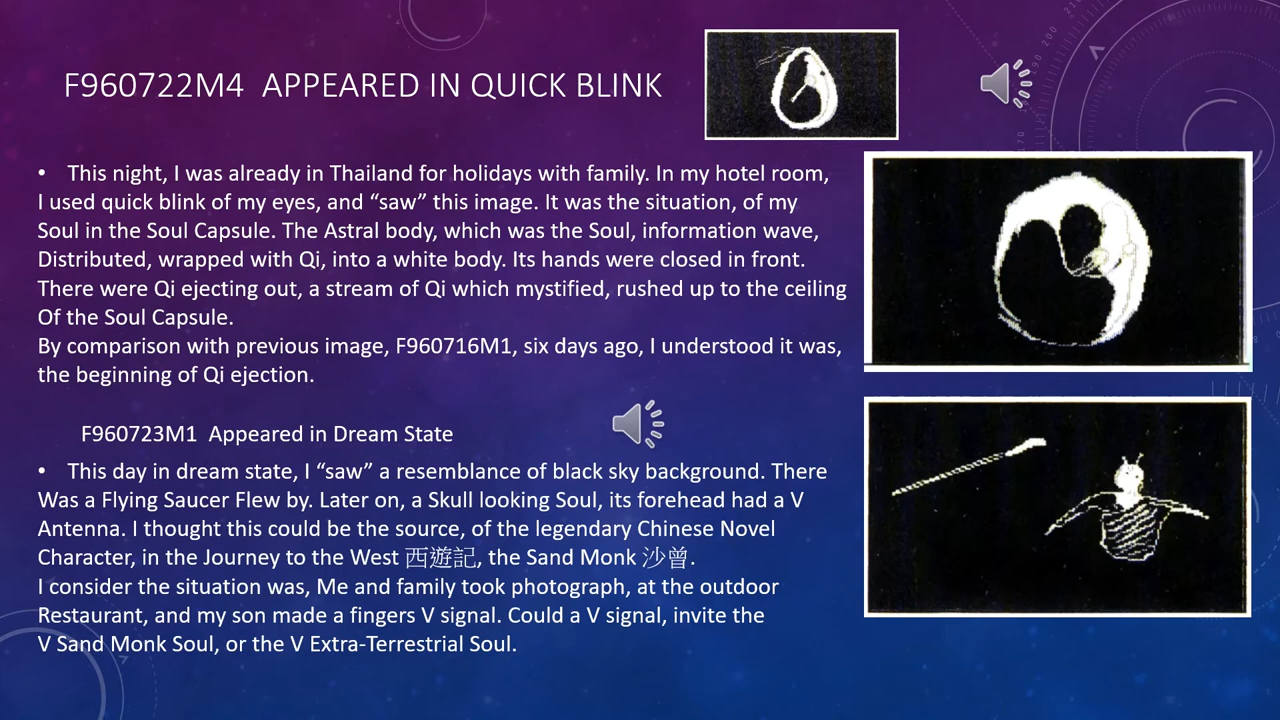 F960722M4 APPEARED IN QUICK BLINK
• This night, I was already in Thailand for holidays with family. In my hotel room,
I used quick blink of my eyes, and “saw” this image. It was the situation, of my
Soul in the Soul Capsule. The Astral body, which was the Soul, information wave,
Distributed, wrapped with Qi, into a white body. Its hands were closed in front.
There were Qi ejecting out, a stream of Qi which mystified, rushed up to the ceiling
Of the Soul Capsule.
By comparison with previous image, F960716M1, six days ago, I understood it was,
the beginning of Qi ejection.
F960723M1 Appeared in Dream State
• This day in dream state, I “saw” a resemblance of black sky background. There
Was a Flying Saucer Flew by. Later on, a Skull looking Soul, its forehead had a V
Antenna. I thought this could be the source, of the legendary Chinese Novel
Character, in the Journey to the West 西遊記, the Sand Monk 沙曾.
I consider the situation was, Me and family took photograph, at the outdoor
Restaurant, and my son made a fingers V signal. Could a V signal, invite the
V Sand Monk Soul, or the V Extra-Terrestrial Soul.